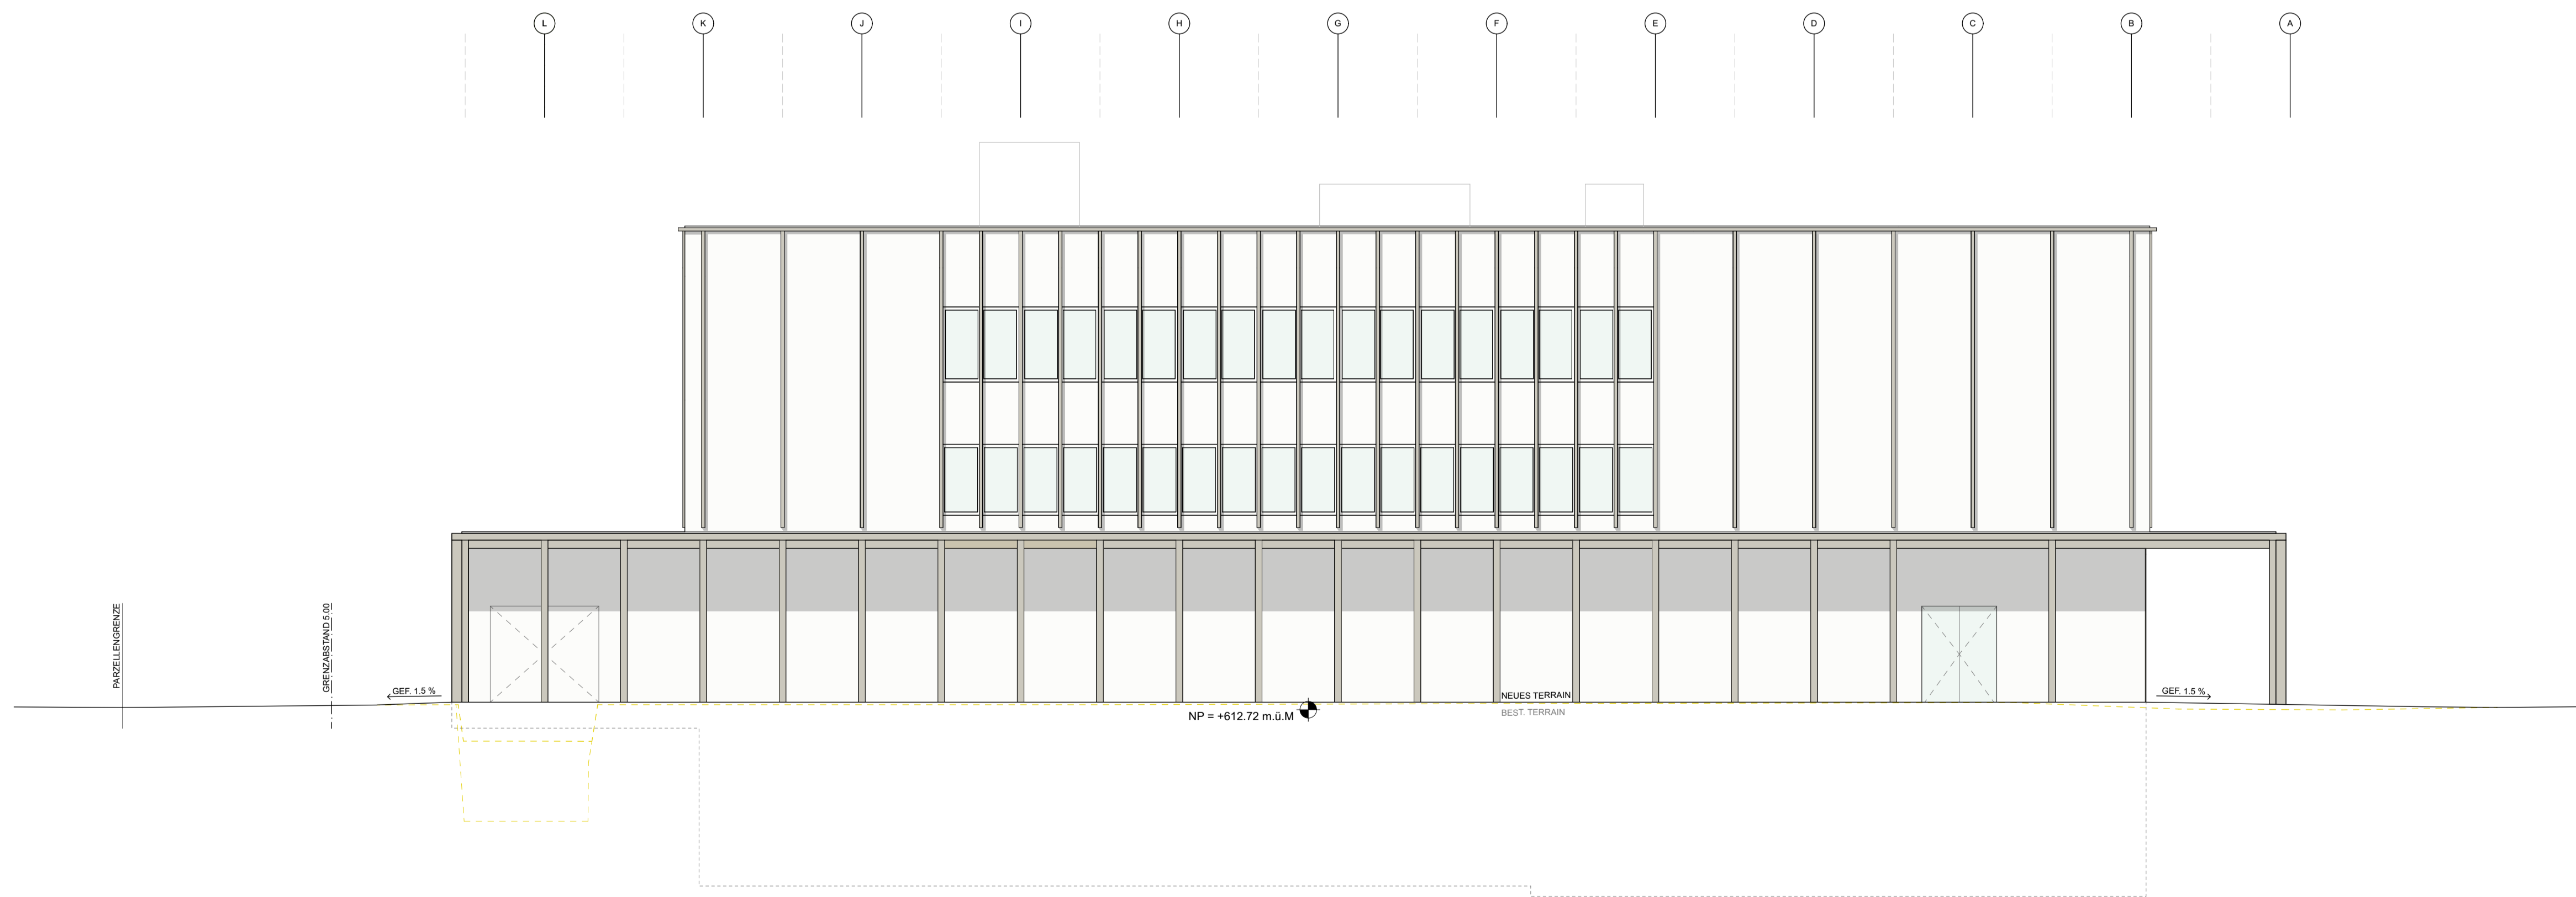 L K J I H G F E D C B A
PARZELLENGRENZE
GRENZABSTAND 5.00
GEF. 1.5 %
NEUES TERRAIN
GEF. 1.5 %
NP = +612.72 m.ü.M
BEST. TERRAIN